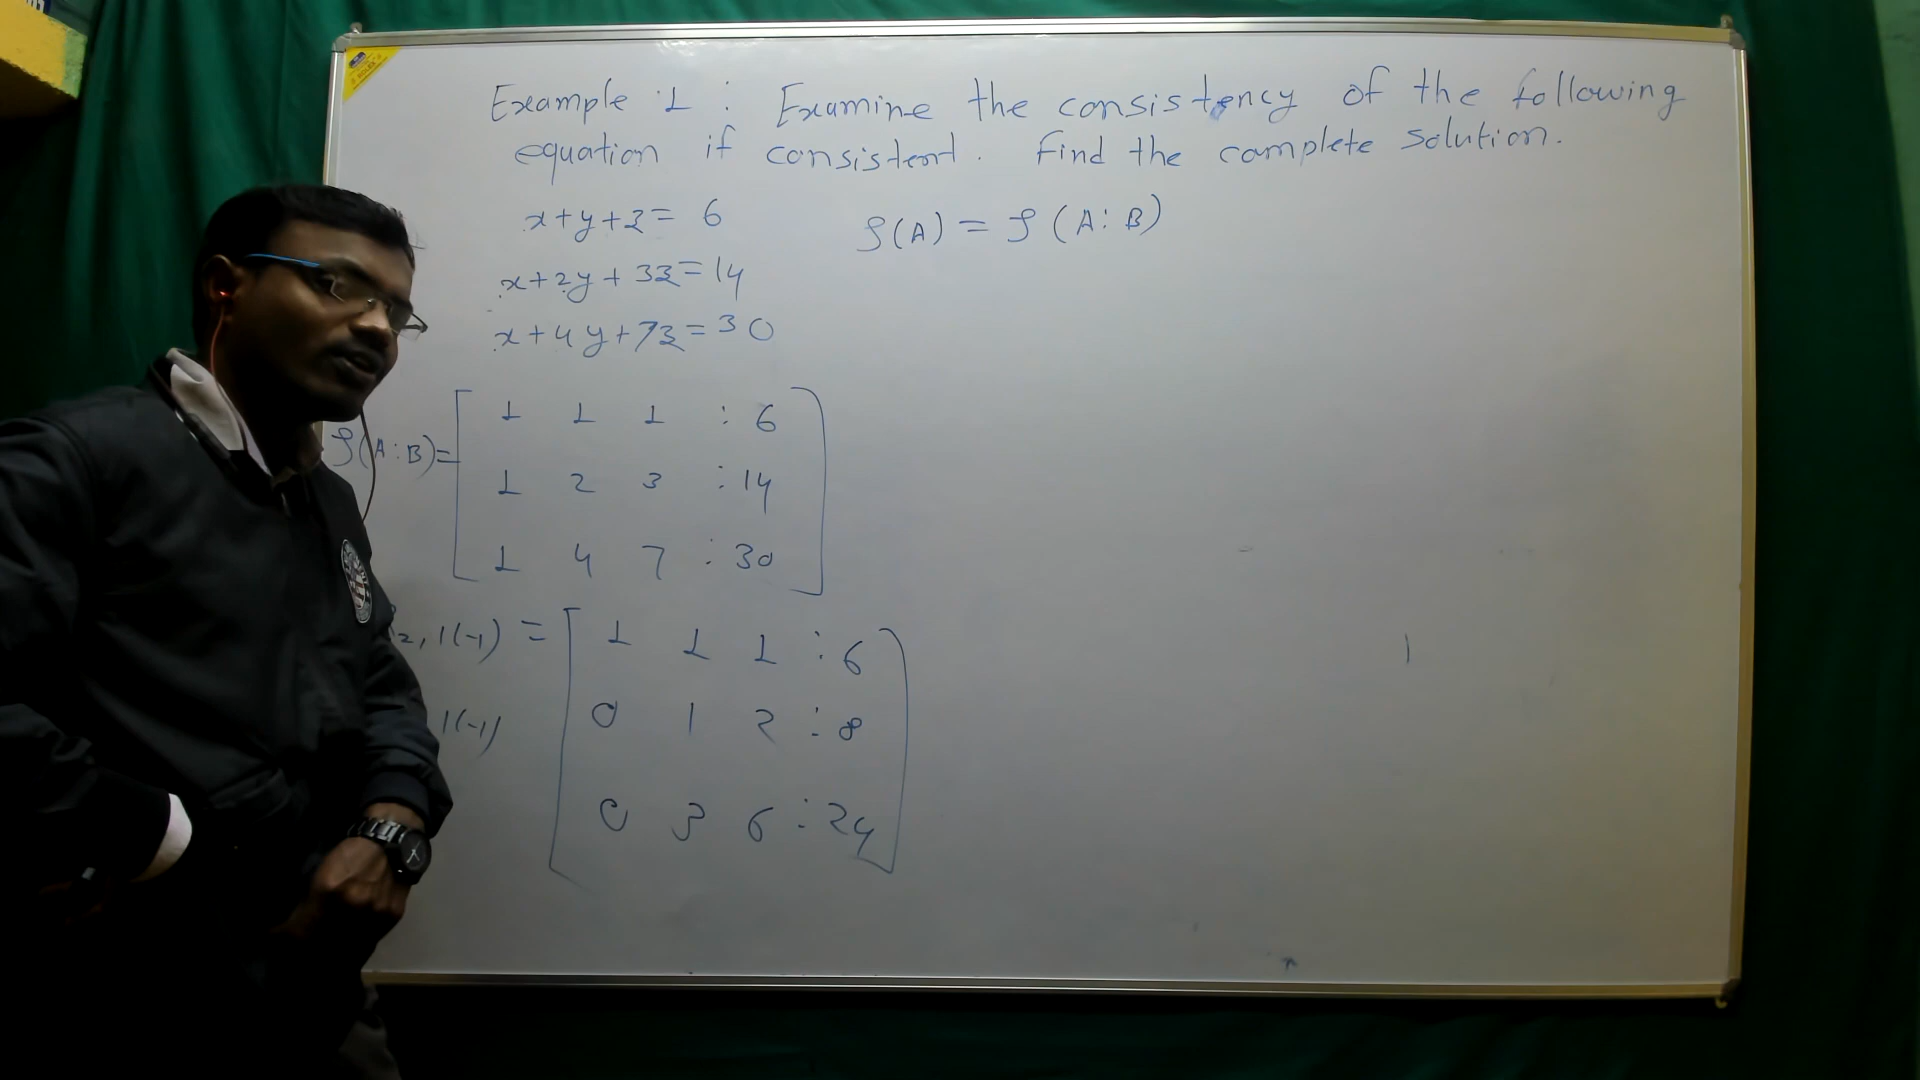 Example 1 : Examine the consistency of the following
equation if consistent. Find the complete solution.
x+y+z= 6
ρ(A) = ρ (A:B)
x+2y+3z=14
x+4y+7z=30
ρ(A:B)=
1 1 1 : 6
1 2 3 : 14
1 4 7 : 30
2,1(-1) =
1 1 1 : 6
1(-1)
0 1 2 : 8
0 3 6 : 24